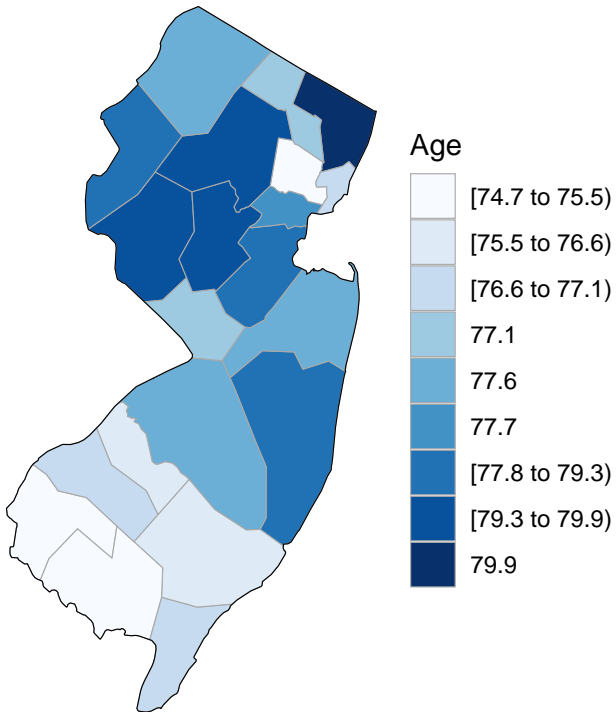 Age
[74.7 to 75.5)
[75.5 to 76.6)
[76.6 to 77.1)
77.1
77.6
77.7
[77.8 to 79.3)
[79.3 to 79.9)
79.9